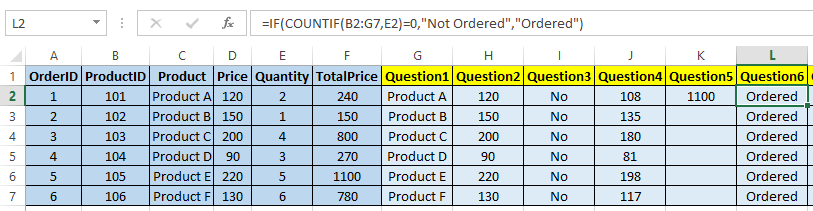 L2 fx =IF(COUNTIF(B2:G7,E2)=0,"Not Ordered","Ordered")
A B C D E F G H I J K L
1 OrderID ProductID Product Price Quantity TotalPrice Question1 Question2 Question3 Question4 Question5 Question6
2 1 101 Product A 120 2 240 Product A 120 No 108 1100 Ordered
3 2 102 Product B 150 1 150 Product B 150 No 135 Ordered
4 3 103 Product C 200 4 800 Product C 200 No 180 Ordered
5 4 104 Product D 90 3 270 Product D 90 No 81 Ordered
6 5 105 Product E 220 5 1100 Product E 220 No 198 Ordered
7 6 106 Product F 130 6 780 Product F 130 No 117 Ordered